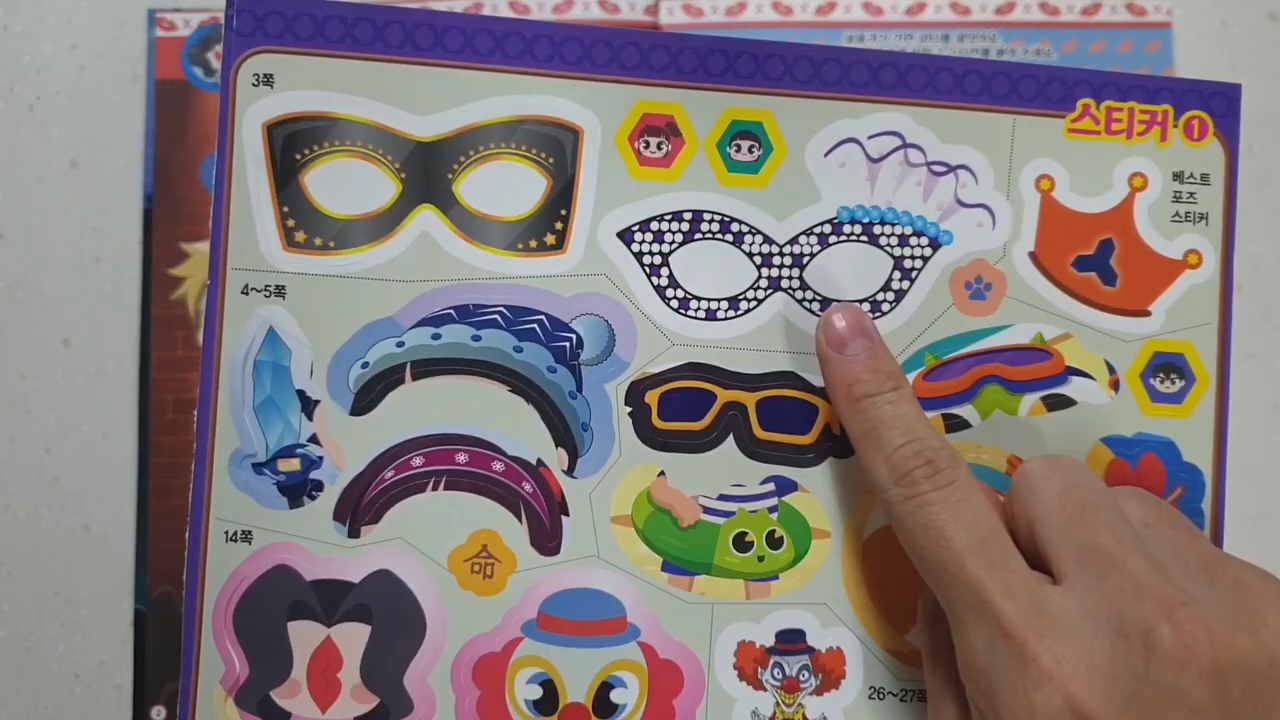 3쪽
스티커 1
베스트
포즈
스티커
4~5쪽
14쪽
命
26~27쪽